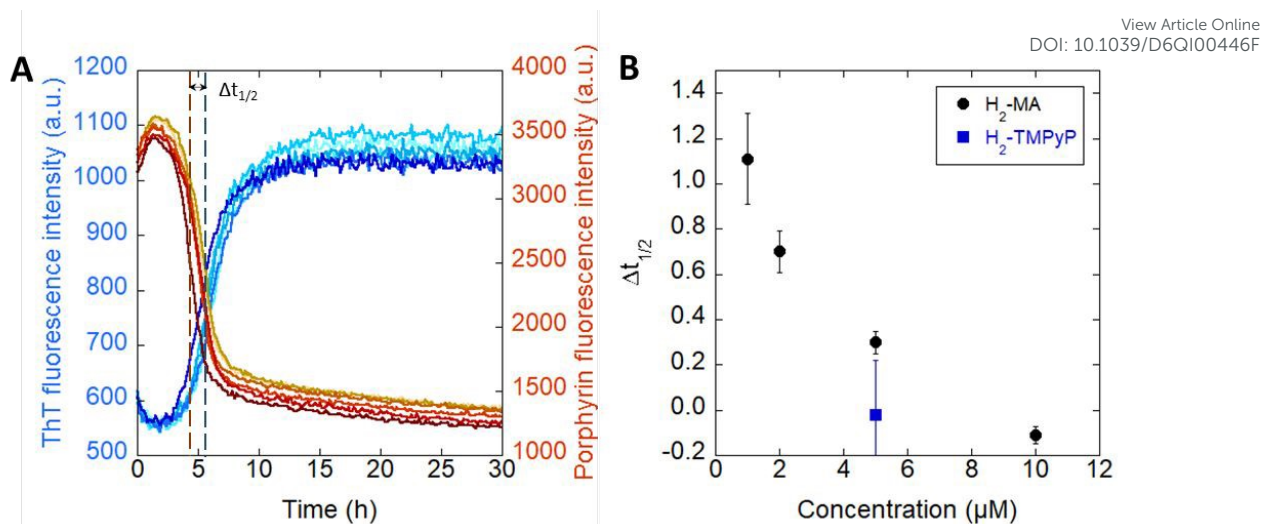 View Article Online
DOI: 10.1039/D6QI00446F
A
ThT fluorescence intensity (a.u.)
1200
1100
1000
900
800
700
600
500
Δt1/2
4000
3500
3000
2500
2000
1500
1000
Porphyrin fluorescence intensity (a.u.)
0 5 10 15 20 25 30
Time (h)
B
Δt1/2
1.4
1.2
1.0
0.8
0.6
0.4
0.2
0.0
-0.2
H2-MA
H2-TMPyP
0 2 4 6 8 10 12
Concentration (µM)